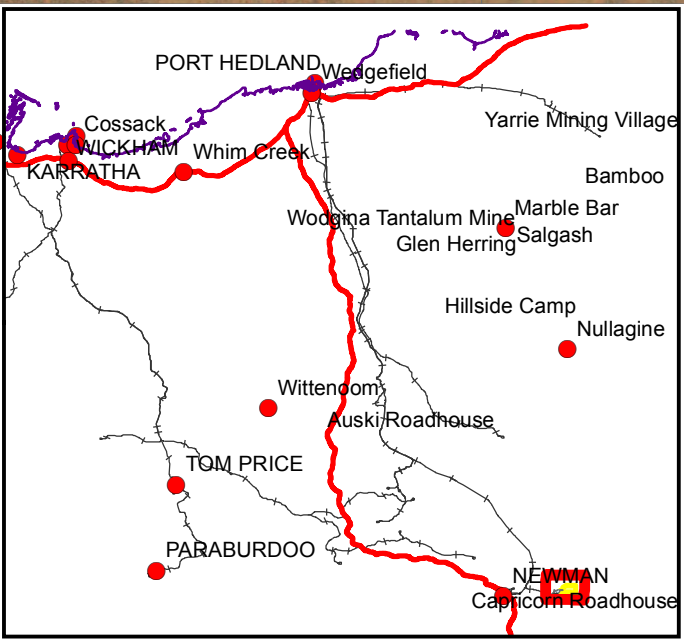 PORT HEDLAND
Wedgefield
Cossack
Yarrie Mining Village
WICKHAM
Whim Creek
KARRATHA
Bamboo
Marble Bar
Woogina Tantalum Mine
Salgash
Glen Herring
Hillside Camp
Nullagine
Wittenoom
Auski Roadhouse
TOM PRICE
PARABURDOO
NEWMAN
Capricorn Roadhouse